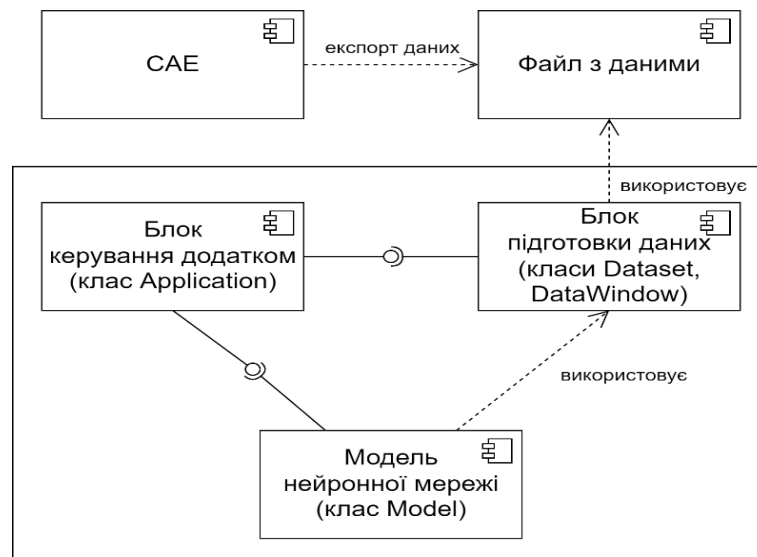 CAE
експорт даних
Файл з даними
використовує
Блок
керування додатком
(клас Application)
Блок
підготовки даних
(класи Dataset,
DataWindow)
використовує
Модель
нейронної мережі
(клас Model)